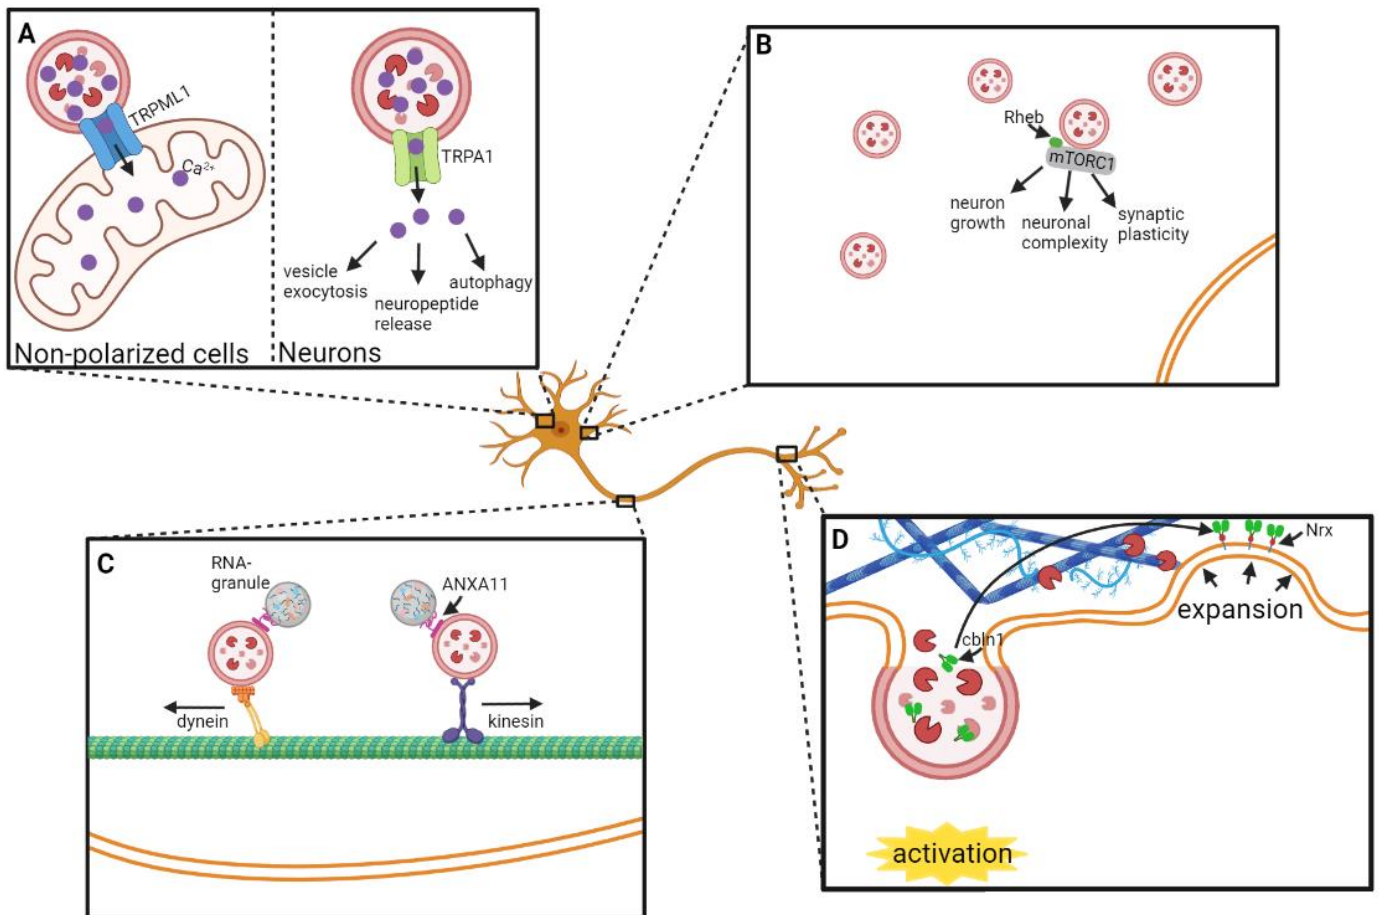 A
TRPML1
Ca²⁺
Non-polarized cells
TRPA1
vesicle
exocytosis
neuropeptide
release
autophagy
Neurons
B
Rheb
mTORC1
neuron
growth
neuronal
complexity
synaptic
plasticity
C
RNA-
granule
ANXA11
dynein
kinesin
D
Nrx
expansion
cbln1
activation